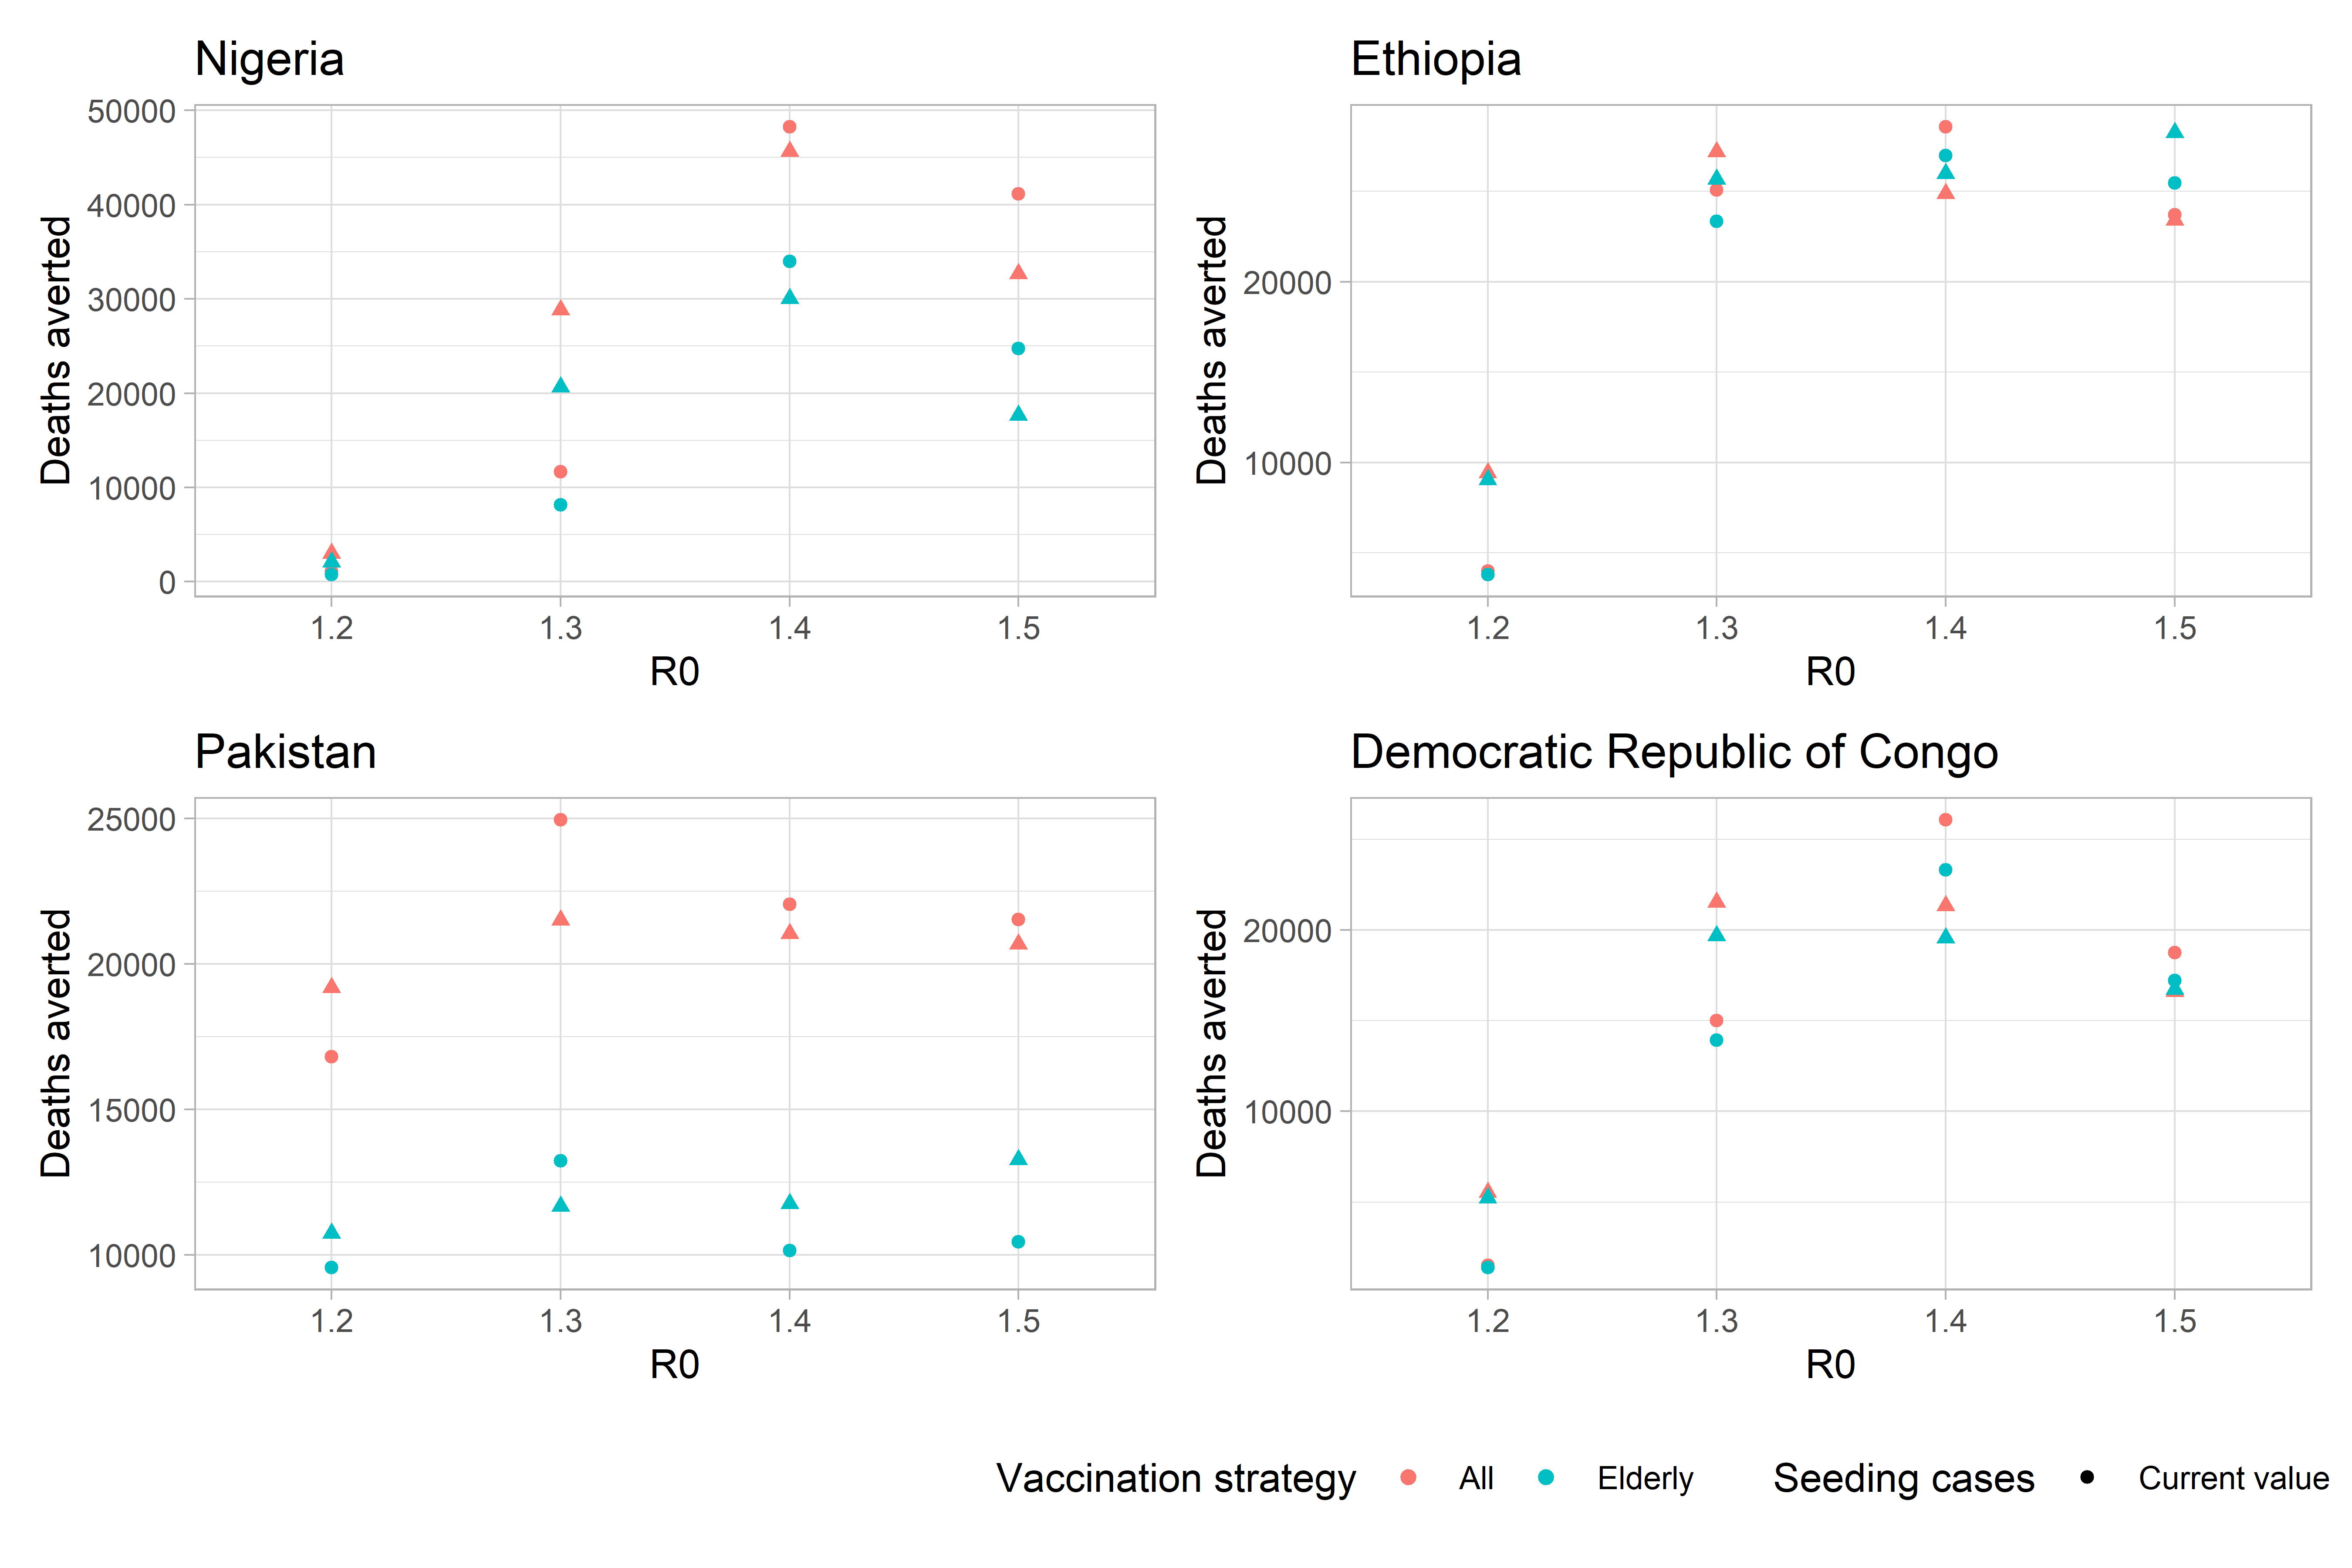 Nigeria
50000
40000
30000
20000
10000
0
Deaths averted
1.2 1.3 1.4 1.5
R0
Ethiopia
20000
10000
Deaths averted
1.2 1.3 1.4 1.5
R0
Pakistan
25000
20000
15000
10000
Deaths averted
1.2 1.3 1.4 1.5
R0
Democratic Republic of Congo
20000
10000
Deaths averted
1.2 1.3 1.4 1.5
R0
Vaccination strategy All Elderly Seeding cases Current value